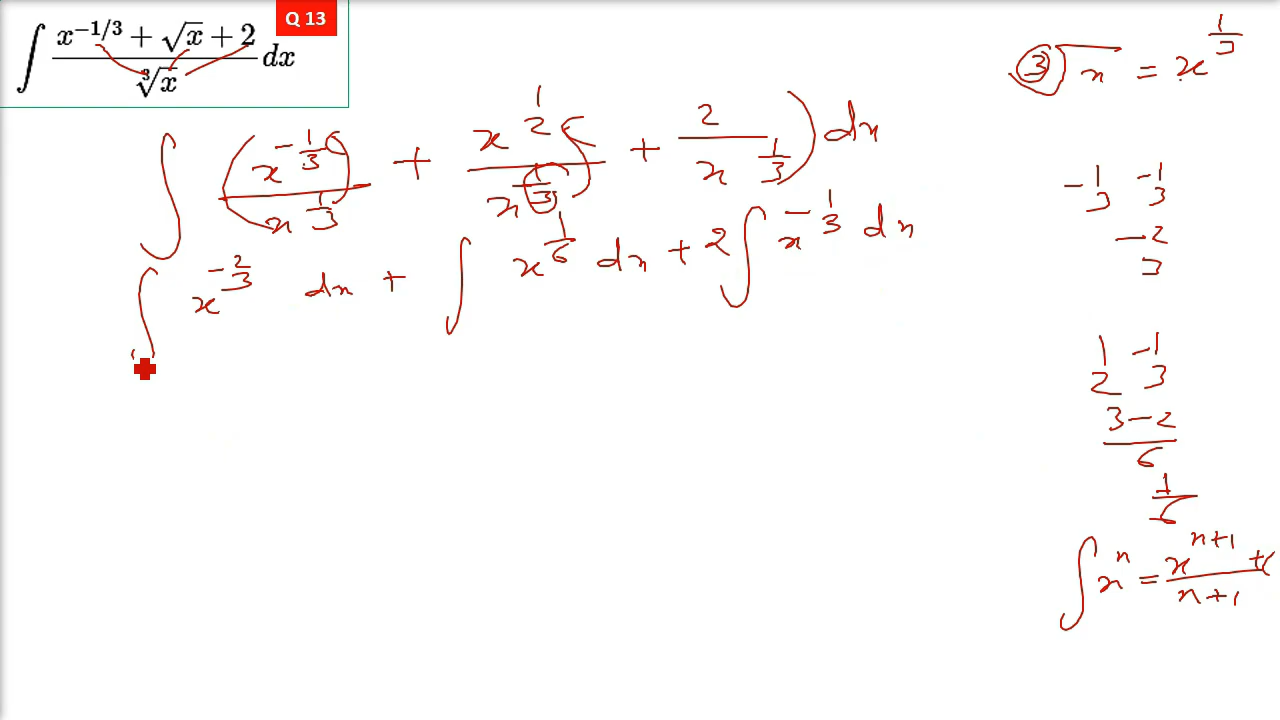 Q 13
∫ (x^{-1/3} + √x + 2)/∛x dx
∫ (x^{-1/3}/x^{1/3} + x^{1/2}/x^{1/3} + 2/x^{1/3}) dx
∫ x^{-2/3} dx + ∫ x^{1/6} dx + 2∫ x^{-1/3} dx
∛x = x^{1/3}
-1/3 -1/3
-2/3
1/2 -1/3
(3-2)/6
1/6
∫ x^n = x^{n+1}/(n+1) + c